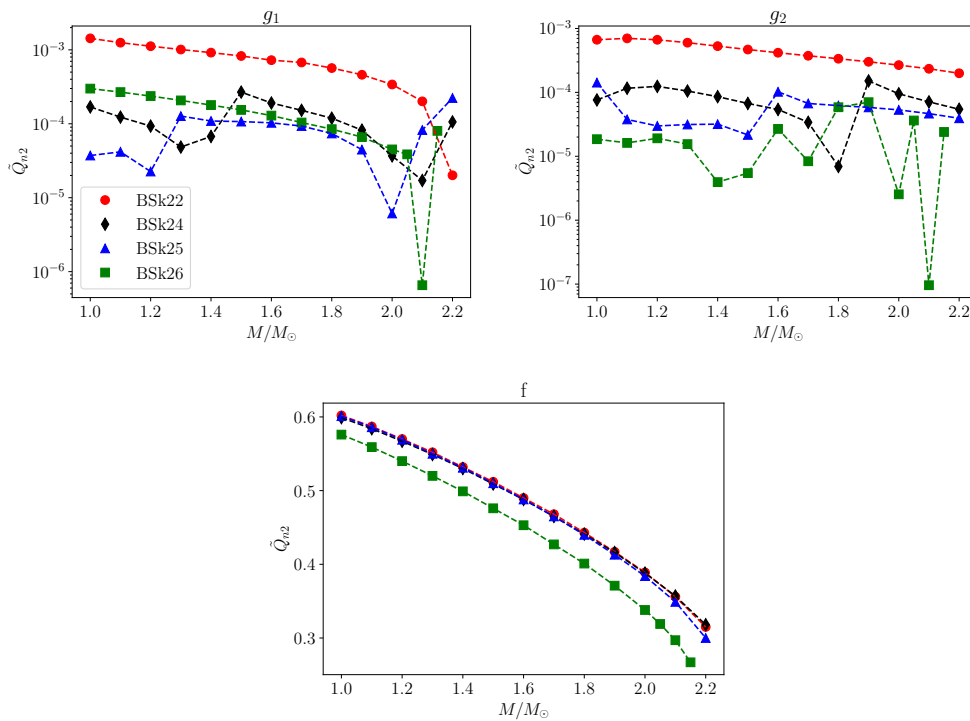 g₁
10⁻³
10⁻⁴
10⁻⁵
10⁻⁶
Q̃ₙ₂
BSk22
BSk24
BSk25
BSk26
1.0 1.2 1.4 1.6 1.8 2.0 2.2
M/M☉
g₂
10⁻³
10⁻⁴
10⁻⁵
10⁻⁶
10⁻⁷
Q̃ₙ₂
1.0 1.2 1.4 1.6 1.8 2.0 2.2
M/M☉
f
0.6
0.5
0.4
0.3
Q̃ₙ₂
1.0 1.2 1.4 1.6 1.8 2.0 2.2
M/M☉